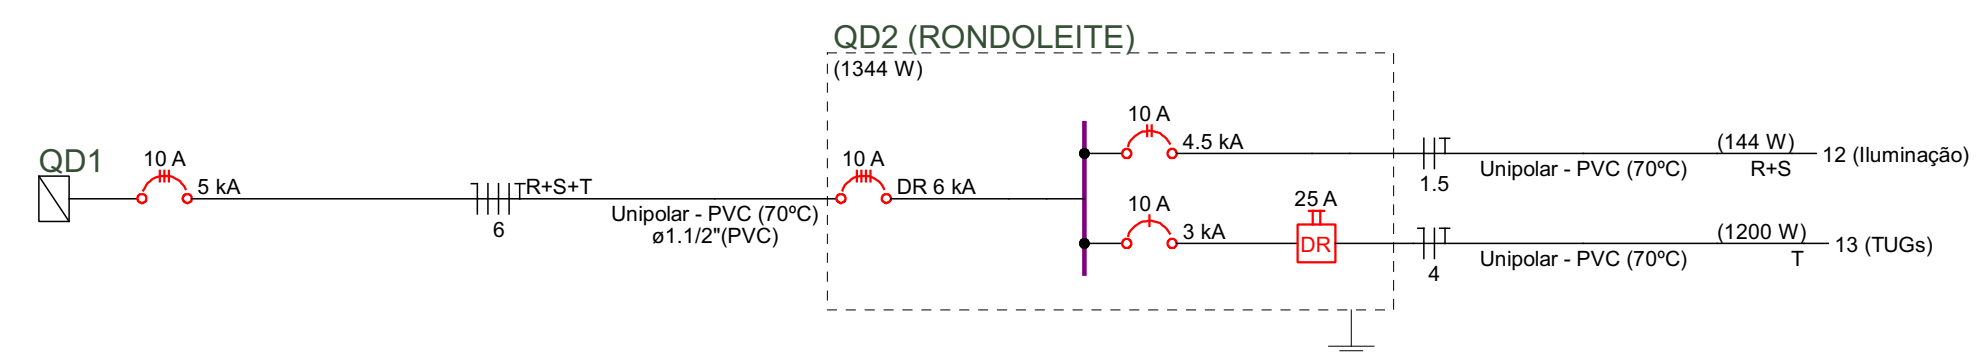 QD2 (RONDOLEITE)
(1344 W)
QD1
10 A
5 kA
R+S+T
6
Unipolar - PVC (70ºC)
ø1.1/2"(PVC)
10 A
DR 6 kA
10 A
4.5 kA
1.5
Unipolar - PVC (70ºC)
(144 W)
R+S
12 (Iluminação)
10 A
3 kA
25 A
DR
4
Unipolar - PVC (70ºC)
(1200 W)
T
13 (TUGs)